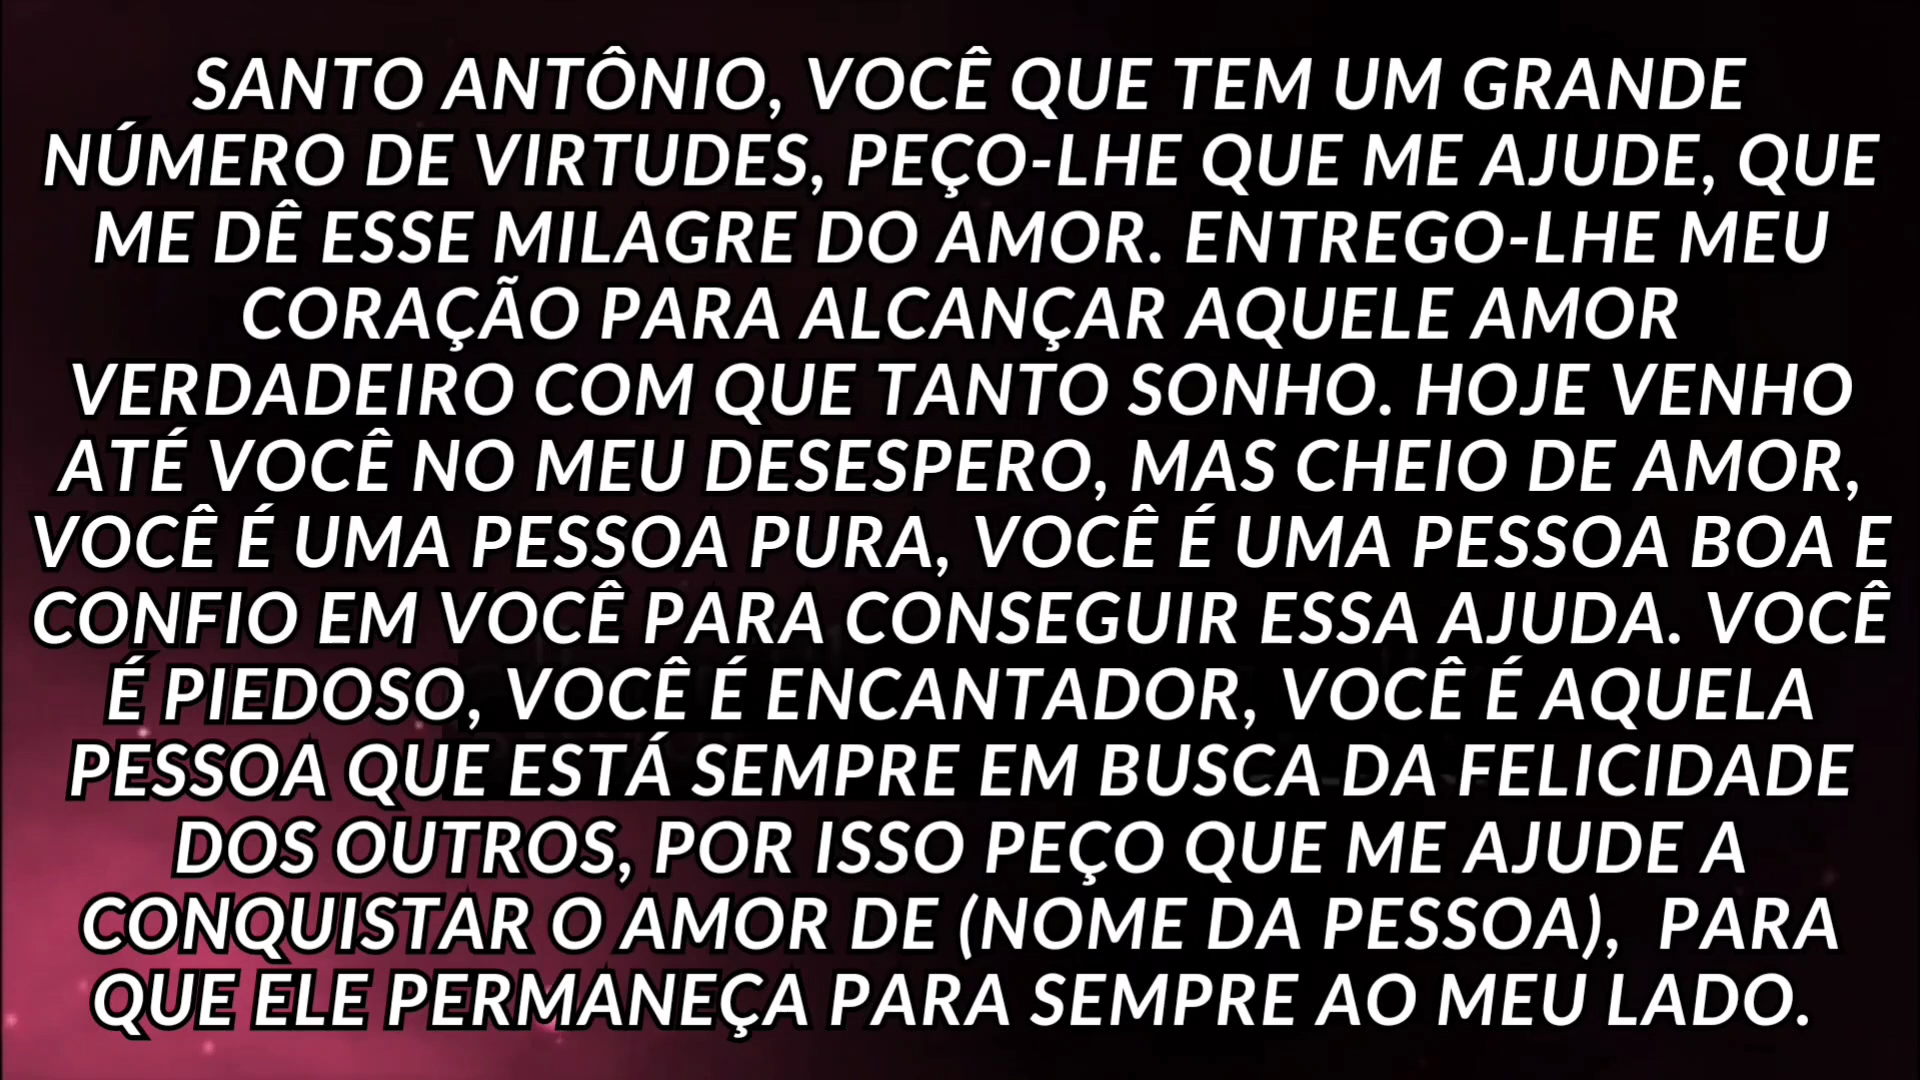 SANTO ANTÔNIO, VOCÊ QUE TEM UM GRANDE
NÚMERO DE VIRTUDES, PEÇO-LHE QUE ME AJUDE, QUE
ME DÊ ESSE MILAGRE DO AMOR. ENTREGO-LHE MEU
CORAÇÃO PARA ALCANÇAR AQUELE AMOR
VERDADEIRO COM QUE TANTO SONHO. HOJE VENHO
ATÉ VOCÊ NO MEU DESESPERO, MAS CHEIO DE AMOR,
VOCÊ É UMA PESSOA PURA, VOCÊ É UMA PESSOA BOA E
CONFIO EM VOCÊ PARA CONSEGUIR ESSA AJUDA. VOCÊ
É PIEDOSO, VOCÊ É ENCANTADOR, VOCÊ É AQUELA
PESSOA QUE ESTÁ SEMPRE EM BUSCA DA FELICIDADE
DOS OUTROS, POR ISSO PEÇO QUE ME AJUDE A
CONQUISTAR O AMOR DE (NOME DA PESSOA), PARA
QUE ELE PERMANEÇA PARA SEMPRE AO MEU LADO.